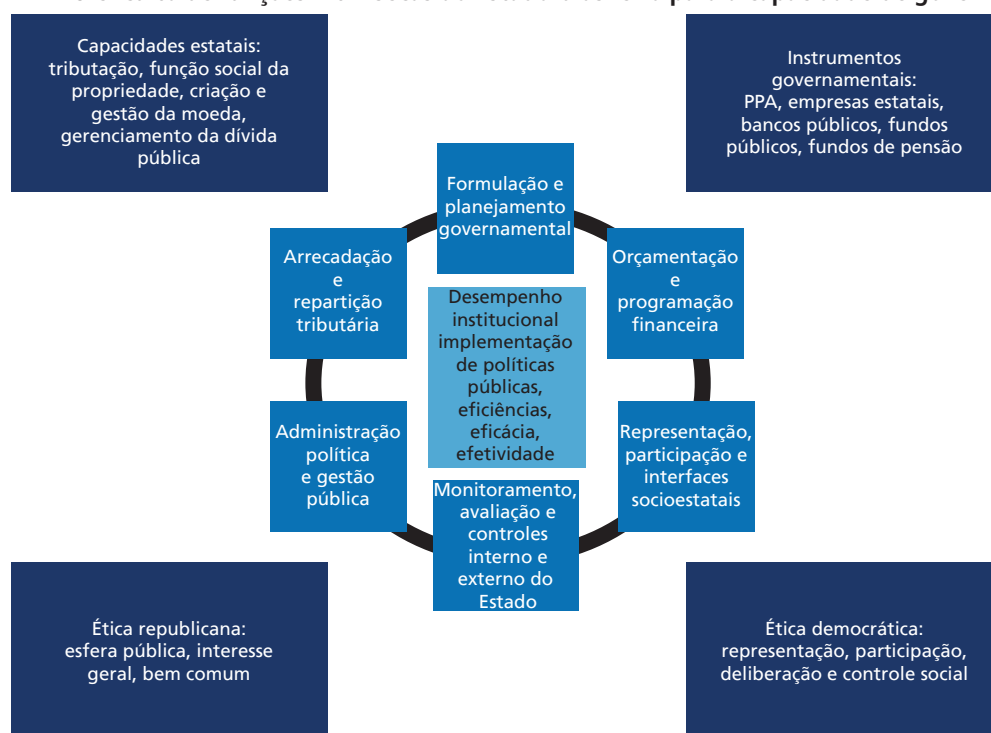 Capacidades estatais:
tributação, função social da
propriedade, criação e
gestão da moeda,
gerenciamento da dívida
pública
Instrumentos
governamentais:
PPA, empresas estatais,
bancos públicos, fundos
públicos, fundos de pensão
Formulação e
planejamento
governamental
Arrecadação
e
repartição
tributária
Orçamentação
e
programação
financeira
Desempenho
institucional
implementação
de políticas
públicas,
eficiências,
eficácia,
efetividade
Administração
política
e gestão
pública
Representação,
participação e
interfaces
socioestatais
Monitoramento,
avaliação e
controles
interno e
externo do
Estado
Ética republicana:
esfera pública, interesse
geral, bem comum
Ética democrática:
representação, participação,
deliberação e controle social